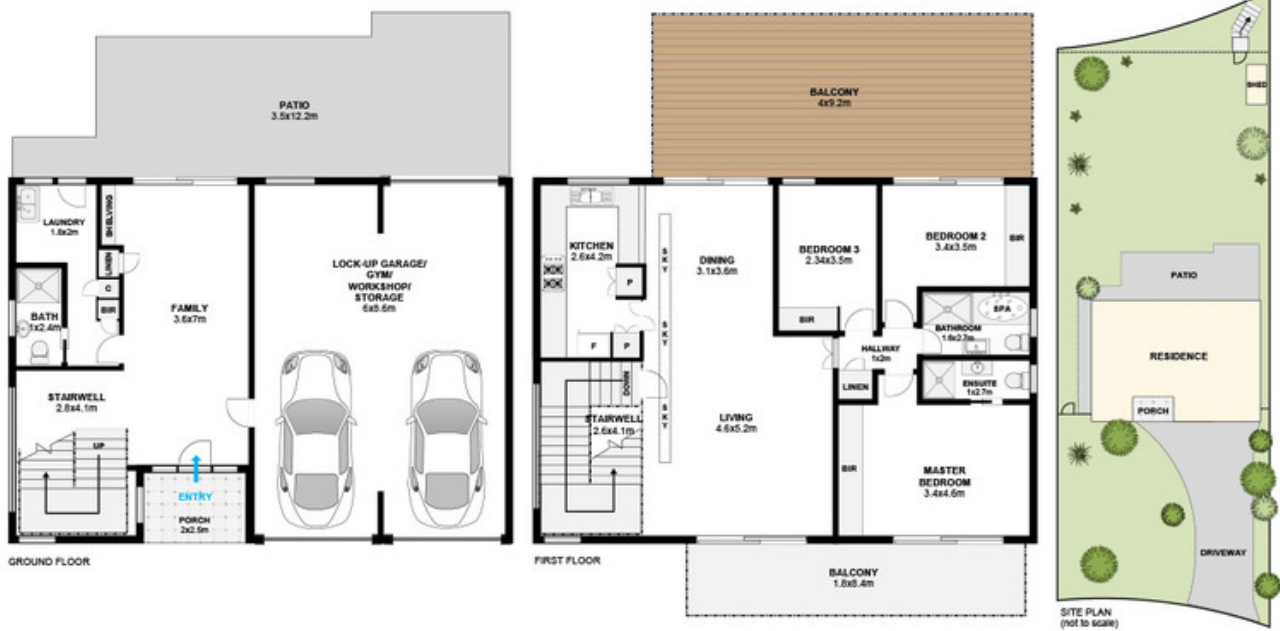 PATIO
3.5x12.2m
LAUNDRY
1.8x2m
SHELVING
LINEN
C
BIR
BATH
1x2.4m
FAMILY
3.6x7m
LOCK-UP GARAGE/
GYM/
WORKSHOP/
STORAGE
6x8.6m
STAIRWELL
2.8x4.1m
UP
ENTRY
PORCH
2x2.5m
GROUND FLOOR
BALCONY
4x9.2m
KITCHEN
2.6x4.2m
P
F
P
SKY
SKY
SKY
DINING
3.1x3.6m
BEDROOM 3
2.34x3.5m
BIR
BEDROOM 2
3.4x3.5m
BIR
SPA
BATHROOM
1.6x2.7m
HALLWAY
1x2m
LINEN
ENSUITE
1x2.7m
DOWN
STAIRWELL
2.6x4.1m
LIVING
4.6x5.2m
BIR
MASTER
BEDROOM
3.4x4.6m
FIRST FLOOR
BALCONY
1.8x8.4m
SHED
PATIO
RESIDENCE
PORCH
DRIVEWAY
SITE PLAN
(not to scale)